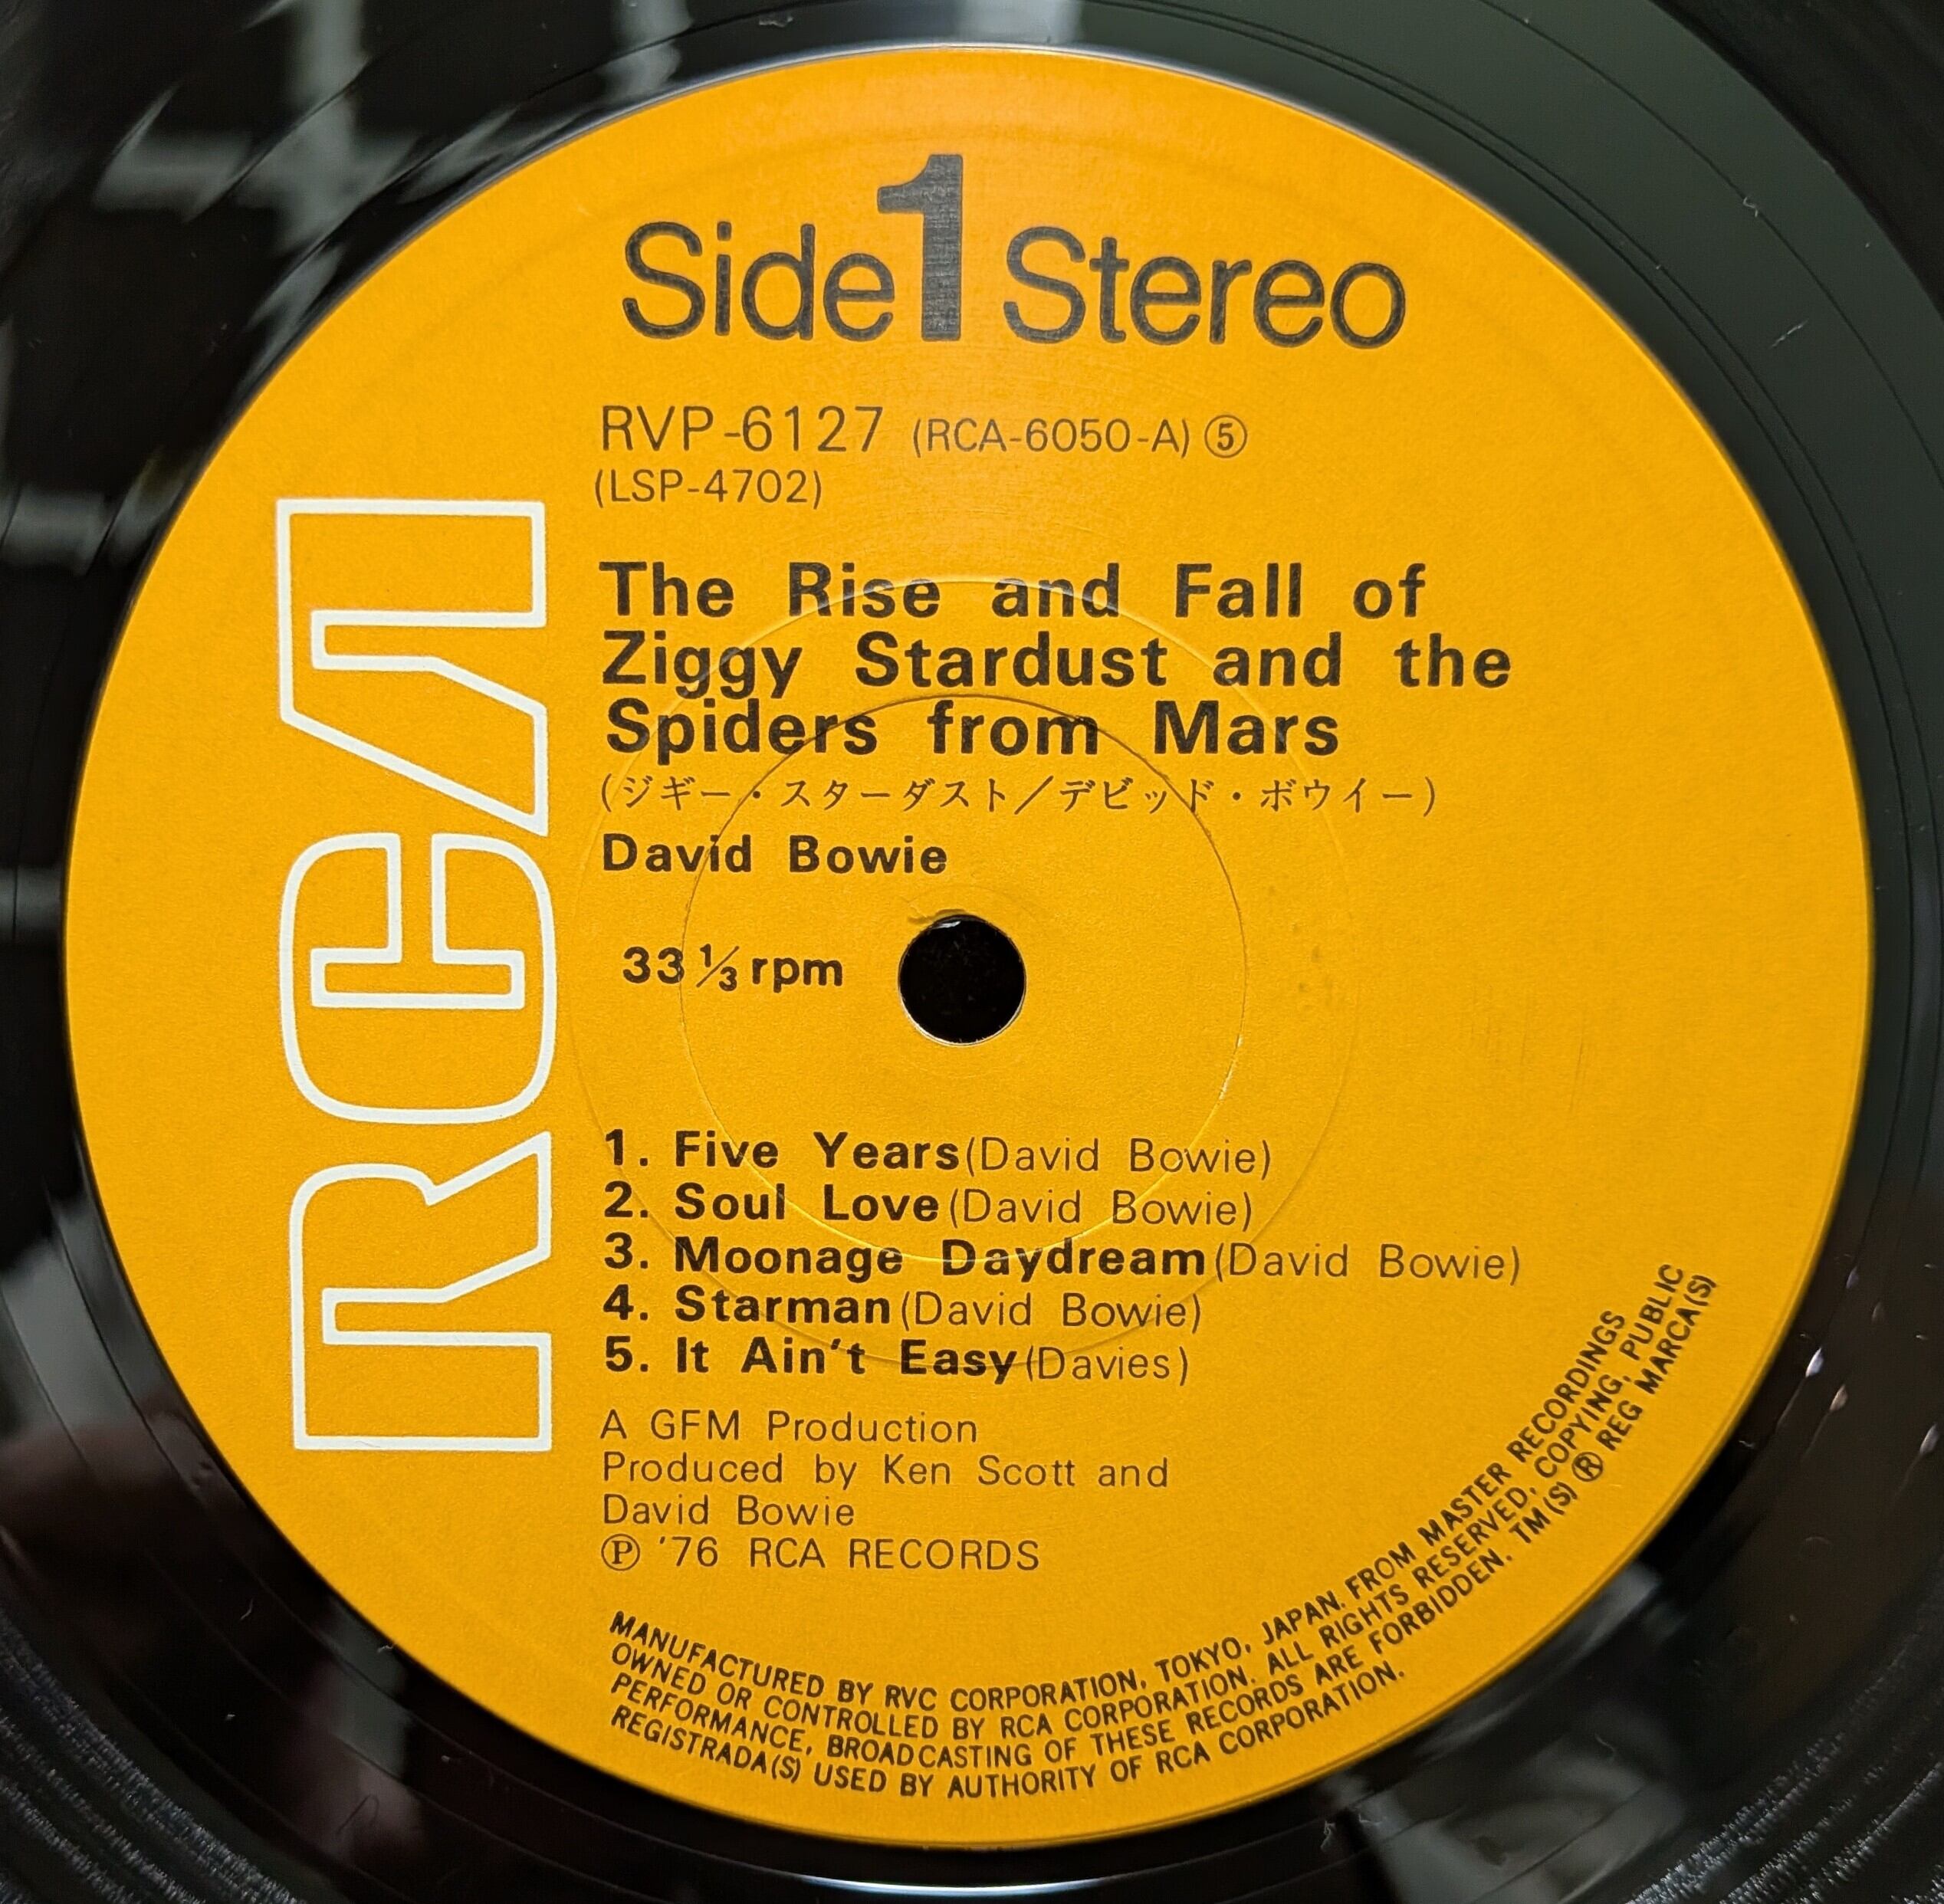 Side 1 Stereo
RVP-6127 (RCA-6050-A) ⑤
(LSP-4702)
RCA
The Rise and Fall of
Ziggy Stardust and the
Spiders from Mars
(ジギー・スターダスト／デビッド・ボウイー)
David Bowie
33 1/3 rpm
1. Five Years (David Bowie)
2. Soul Love (David Bowie)
3. Moonage Daydream (David Bowie)
4. Starman (David Bowie)
5. It Ain't Easy (Davies)
A GFM Production
Produced by Ken Scott and
David Bowie
Ⓟ '76 RCA RECORDS
MANUFACTURED BY RVC CORPORATION, TOKYO, JAPAN. FROM MASTER RECORDINGS
OWNED OR CONTROLLED BY RCA CORPORATION. ALL RIGHTS RESERVED, COPYING, PUBLIC
PERFORMANCE, BROADCASTING OF THESE RECORDS ARE FORBIDDEN. TM(S) ® REG MARCA(S)
REGISTRADA(S) USED BY AUTHORITY OF RCA CORPORATION.